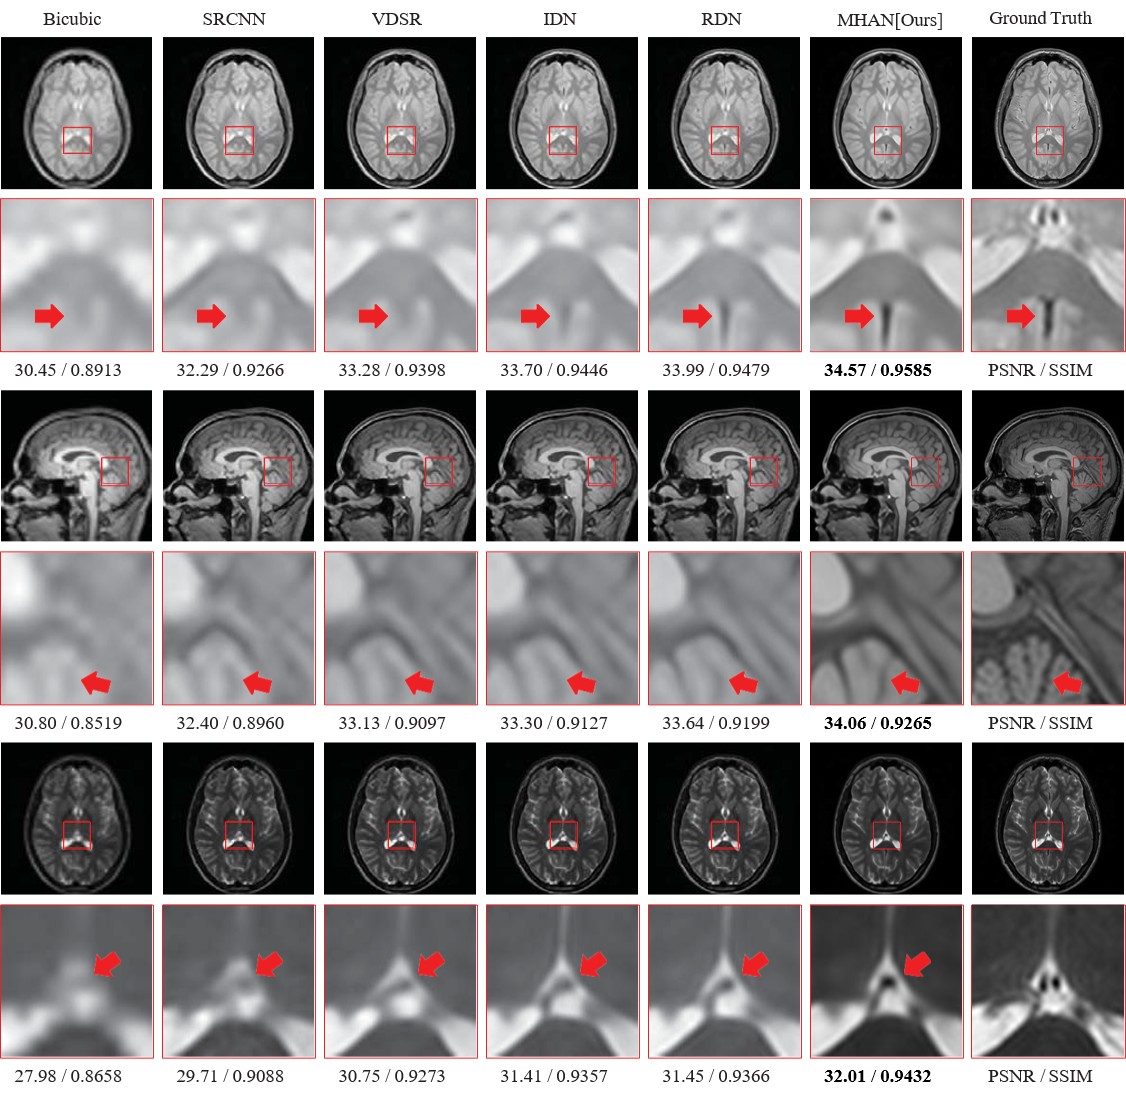 Bicubic SRCNN VDSR IDN RDN MHAN[Ours] Ground Truth
30.45 / 0.8913 32.29 / 0.9266 33.28 / 0.9398 33.70 / 0.9446 33.99 / 0.9479 34.57 / 0.9585 PSNR / SSIM
30.80 / 0.8519 32.40 / 0.8960 33.13 / 0.9097 33.30 / 0.9127 33.64 / 0.9199 34.06 / 0.9265 PSNR / SSIM
27.98 / 0.8658 29.71 / 0.9088 30.75 / 0.9273 31.41 / 0.9357 31.45 / 0.9366 32.01 / 0.9432 PSNR / SSIM